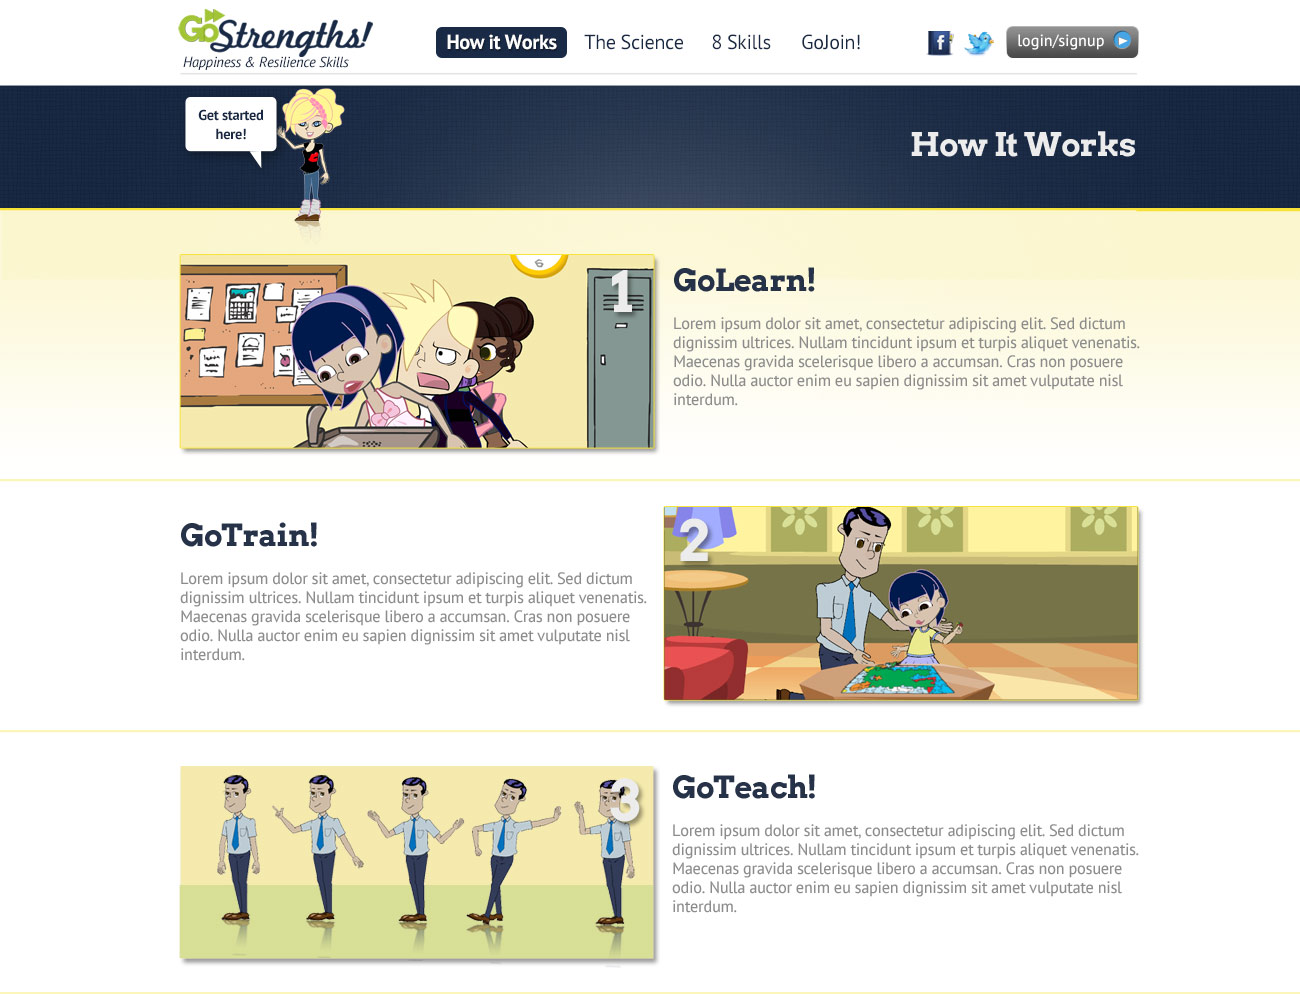 GoStrengths!
Happiness & Resilience Skills
How it Works
The Science
8 Skills
GoJoin!
f
login/signup
Get started
here!
How It Works
6
1
GoLearn!
Lorem ipsum dolor sit amet, consectetur adipiscing elit. Sed dictum
dignissim ultrices. Nullam tincidunt ipsum et turpis aliquet venenatis.
Maecenas gravida scelerisque libero a accumsan. Cras non posuere
odio. Nulla auctor enim eu sapien dignissim sit amet vulputate nisl
interdum.
GoTrain!
Lorem ipsum dolor sit amet, consectetur adipiscing elit. Sed dictum
dignissim ultrices. Nullam tincidunt ipsum et turpis aliquet venenatis.
Maecenas gravida scelerisque libero a accumsan. Cras non posuere
odio. Nulla auctor enim eu sapien dignissim sit amet vulputate nisl
interdum.
2
3
GoTeach!
Lorem ipsum dolor sit amet, consectetur adipiscing elit. Sed dictum
dignissim ultrices. Nullam tincidunt ipsum et turpis aliquet venenatis.
Maecenas gravida scelerisque libero a accumsan. Cras non posuere
odio. Nulla auctor enim eu sapien dignissim sit amet vulputate nisl
interdum.